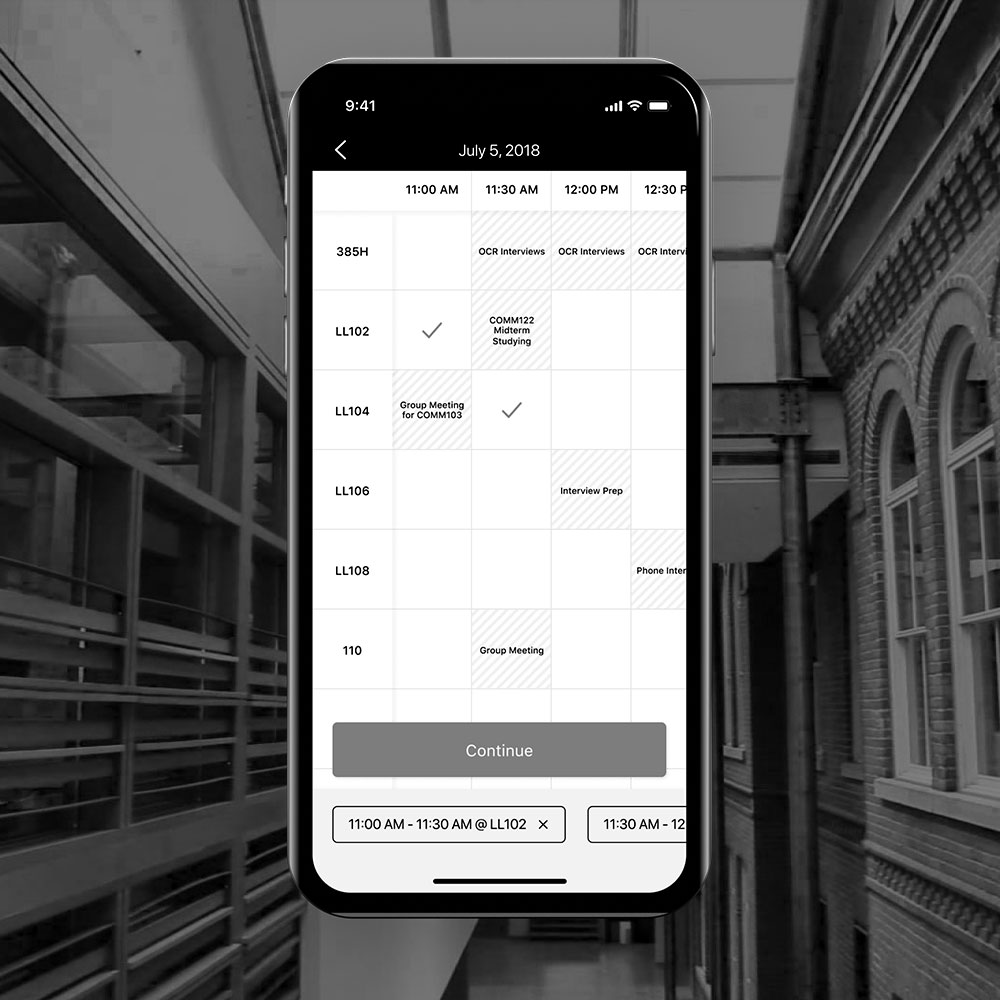 9:41
July 5, 2018
11:00 AM 11:30 AM 12:00 PM 12:30 P
385H OCR Interviews OCR Interviews OCR Intervi
LL102 COMM122
Midterm
Studying
LL104 Group Meeting
for COMM103
LL106 Interview Prep
LL108 Phone Inter
110 Group Meeting
Continue
11:00 AM - 11:30 AM @ LL102 × 11:30 AM - 12